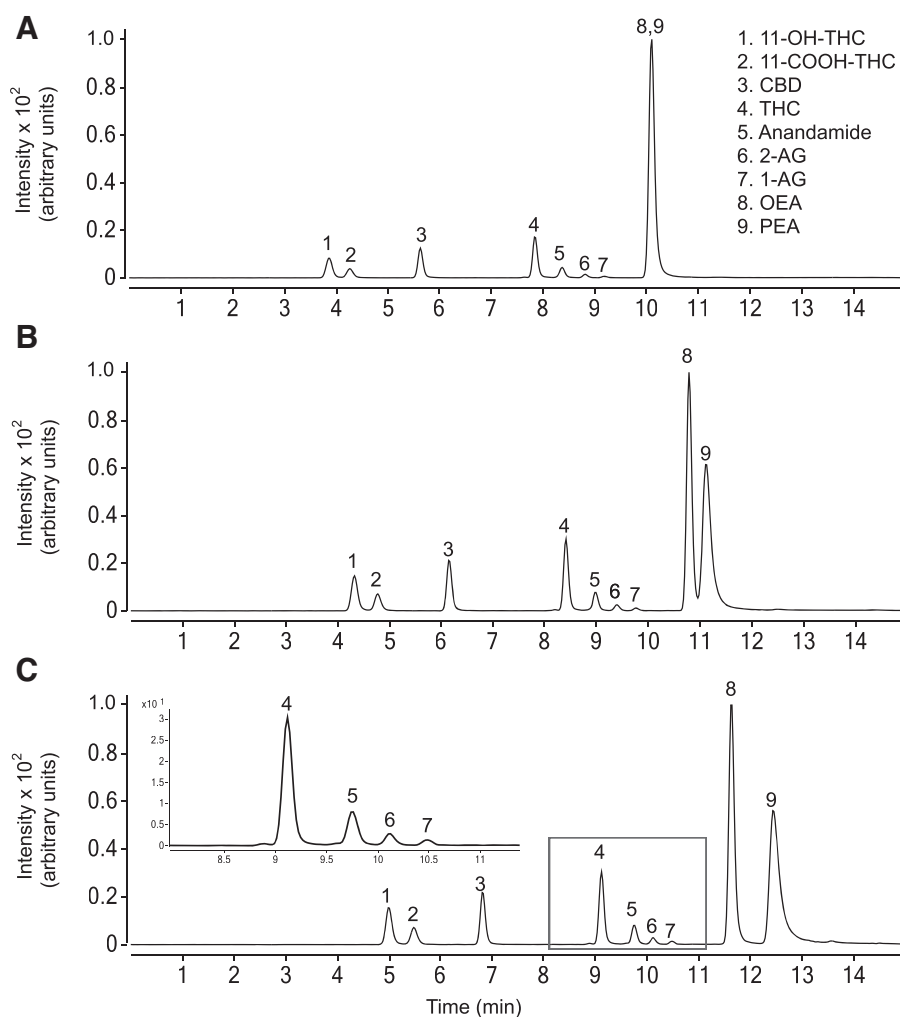 A
Intensity x 10²
(arbitrary units)
1.0
0.8
0.6
0.4
0.2
0
1 2 3 4 5 6 7 8,9
1. 11-OH-THC
2. 11-COOH-THC
3. CBD
4. THC
5. Anandamide
6. 2-AG
7. 1-AG
8. OEA
9. PEA
1 2 3 4 5 6 7 8 9 10 11 12 13 14
B
Intensity x 10²
(arbitrary units)
1.0
0.8
0.6
0.4
0.2
0
1 2 3 4 5 6 7 8 9
1 2 3 4 5 6 7 8 9 10 11 12 13 14
C
Intensity x 10²
(arbitrary units)
1.0
0.8
0.6
0.4
0.2
0
x10¹
3
2.5
2
1.5
1
0.5
0
4 5 6 7
8.5 9 9.5 10 10.5 11
1 2 3 4 5 6 7 8 9
1 2 3 4 5 6 7 8 9 10 11 12 13 14
Time (min)